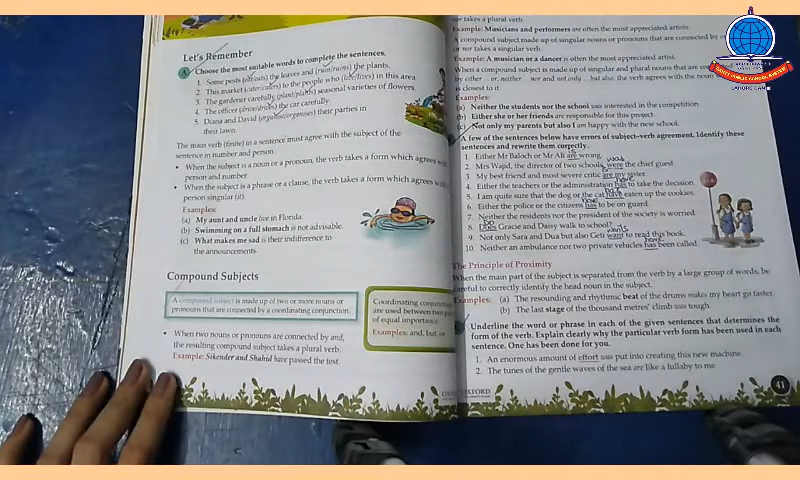 Let's Remember
A Choose the most suitable words to complete the sentences.
1. Some pests (eat/eats) the leaves and (ruin/ruins) the plants.
2. This market (cater/caters) to the people who (live/lives) in this area
3. The gardener carefully (plant/plants) seasonal varieties of flowers.
4. The officer (drive/drives) the car carefully.
5. Diana and David (organise/organises) their parties in
their lawn.
The main verb (finite) in a sentence must agree with the subject of the
sentence in number and person.
• When the subject is a noun or a pronoun, the verb takes a form which agrees
person and number.
• When the subject is a phrase or a clause, the verb takes a form which agrees
person singular (it).
Examples:
(a) My aunt and uncle live in Florida.
(b) Swimming on a full stomach is not advisable.
(c) What makes me sad is their indifference to
the announcements.
Compound Subjects
A compound subject is made up of two or more nouns or
pronouns that are connected by a coordinating conjunction.
Coordinating conjunctions
are used between two
of equal importance.
Examples: and, but, or
• When two nouns or pronouns are connected by and,
the resulting compound subject takes a plural verb.
Example: Sikender and Shahid have passed the test.
nor takes a plural verb.
Example: Musicians and performers are often the most appreciated artists.
A compound subject made up of singular nouns or pronouns that are connected by
or nor takes a singular verb.
Example: A musician or a dancer is often the most appreciated artist.
When a compound subject is made up of singular and plural nouns that are
by either ... or, neither ... nor and not only ... but also, the verb agrees with the noun
is closest to it.
Examples:
(a) Neither the students nor the school was interested in the competition.
(b) Either she or her friends are responsible for this project.
(c) Not only my parents but also I am happy with the new school.
A few of the sentences below have errors of subject-verb agreement. Identify these
sentences and rewrite them correctly.
1. Either Mr Baloch or Mr Ali are wrong.
was
2. Mrs Wajd, the director of two schools, were the chief guest.
is
3. My best friend and most severe critic are my sister.
have
4. Either the teachers or the administration has to take the decision.
has
5. I am quite sure that the dog or the cat have eaten up the cookies.
have
6. Either the police or the citizens has to be on guard.
7. Neither the residents nor the president of the society is worried.
Do
8. Does Gracie and Daisy walk to school?
wants
9. Not only Sara and Dua but also Geti want to read this book.
have
10. Neither an ambulance nor two private vehicles has been called.
The Principle of Proximity
When the main part of the subject is separated from the verb by a large group of words, be
careful to correctly identify the head noun in the subject.
Examples: (a) The resounding and rhythmic beat of the drums makes my heart go faster.
(b) The last stage of the thousand metres' climb was tough.
Underline the word or phrase in each of the given sentences that determines the
form of the verb. Explain clearly why the particular verb form has been used in each
sentence. One has been done for you.
1. An enormous amount of effort was put into creating this new machine.
2. The tunes of the gentle waves of the sea are like a lullaby to me.
OXFORD
41
LAHORE CANTT